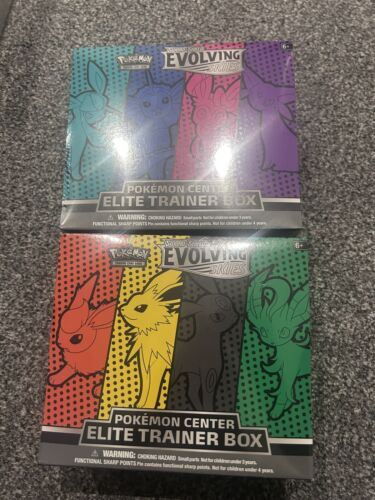 POKéMON
EVOLVING
SKIES
6+
POKÉMON CENTER
ELITE TRAINER BOX
WARNING: CHOKING HAZARD Small parts Not for children under 3 years.
FUNCTIONAL SHARP POINTS Pin contains functional sharp points. Not for children under 4 years.
POKéMON
EVOLVING
SKIES
6+
POKÉMON CENTER
ELITE TRAINER BOX
WARNING: CHOKING HAZARD Small parts Not for children under 3 years.
FUNCTIONAL SHARP POINTS Pin contains functional sharp points. Not for children under 4 years.